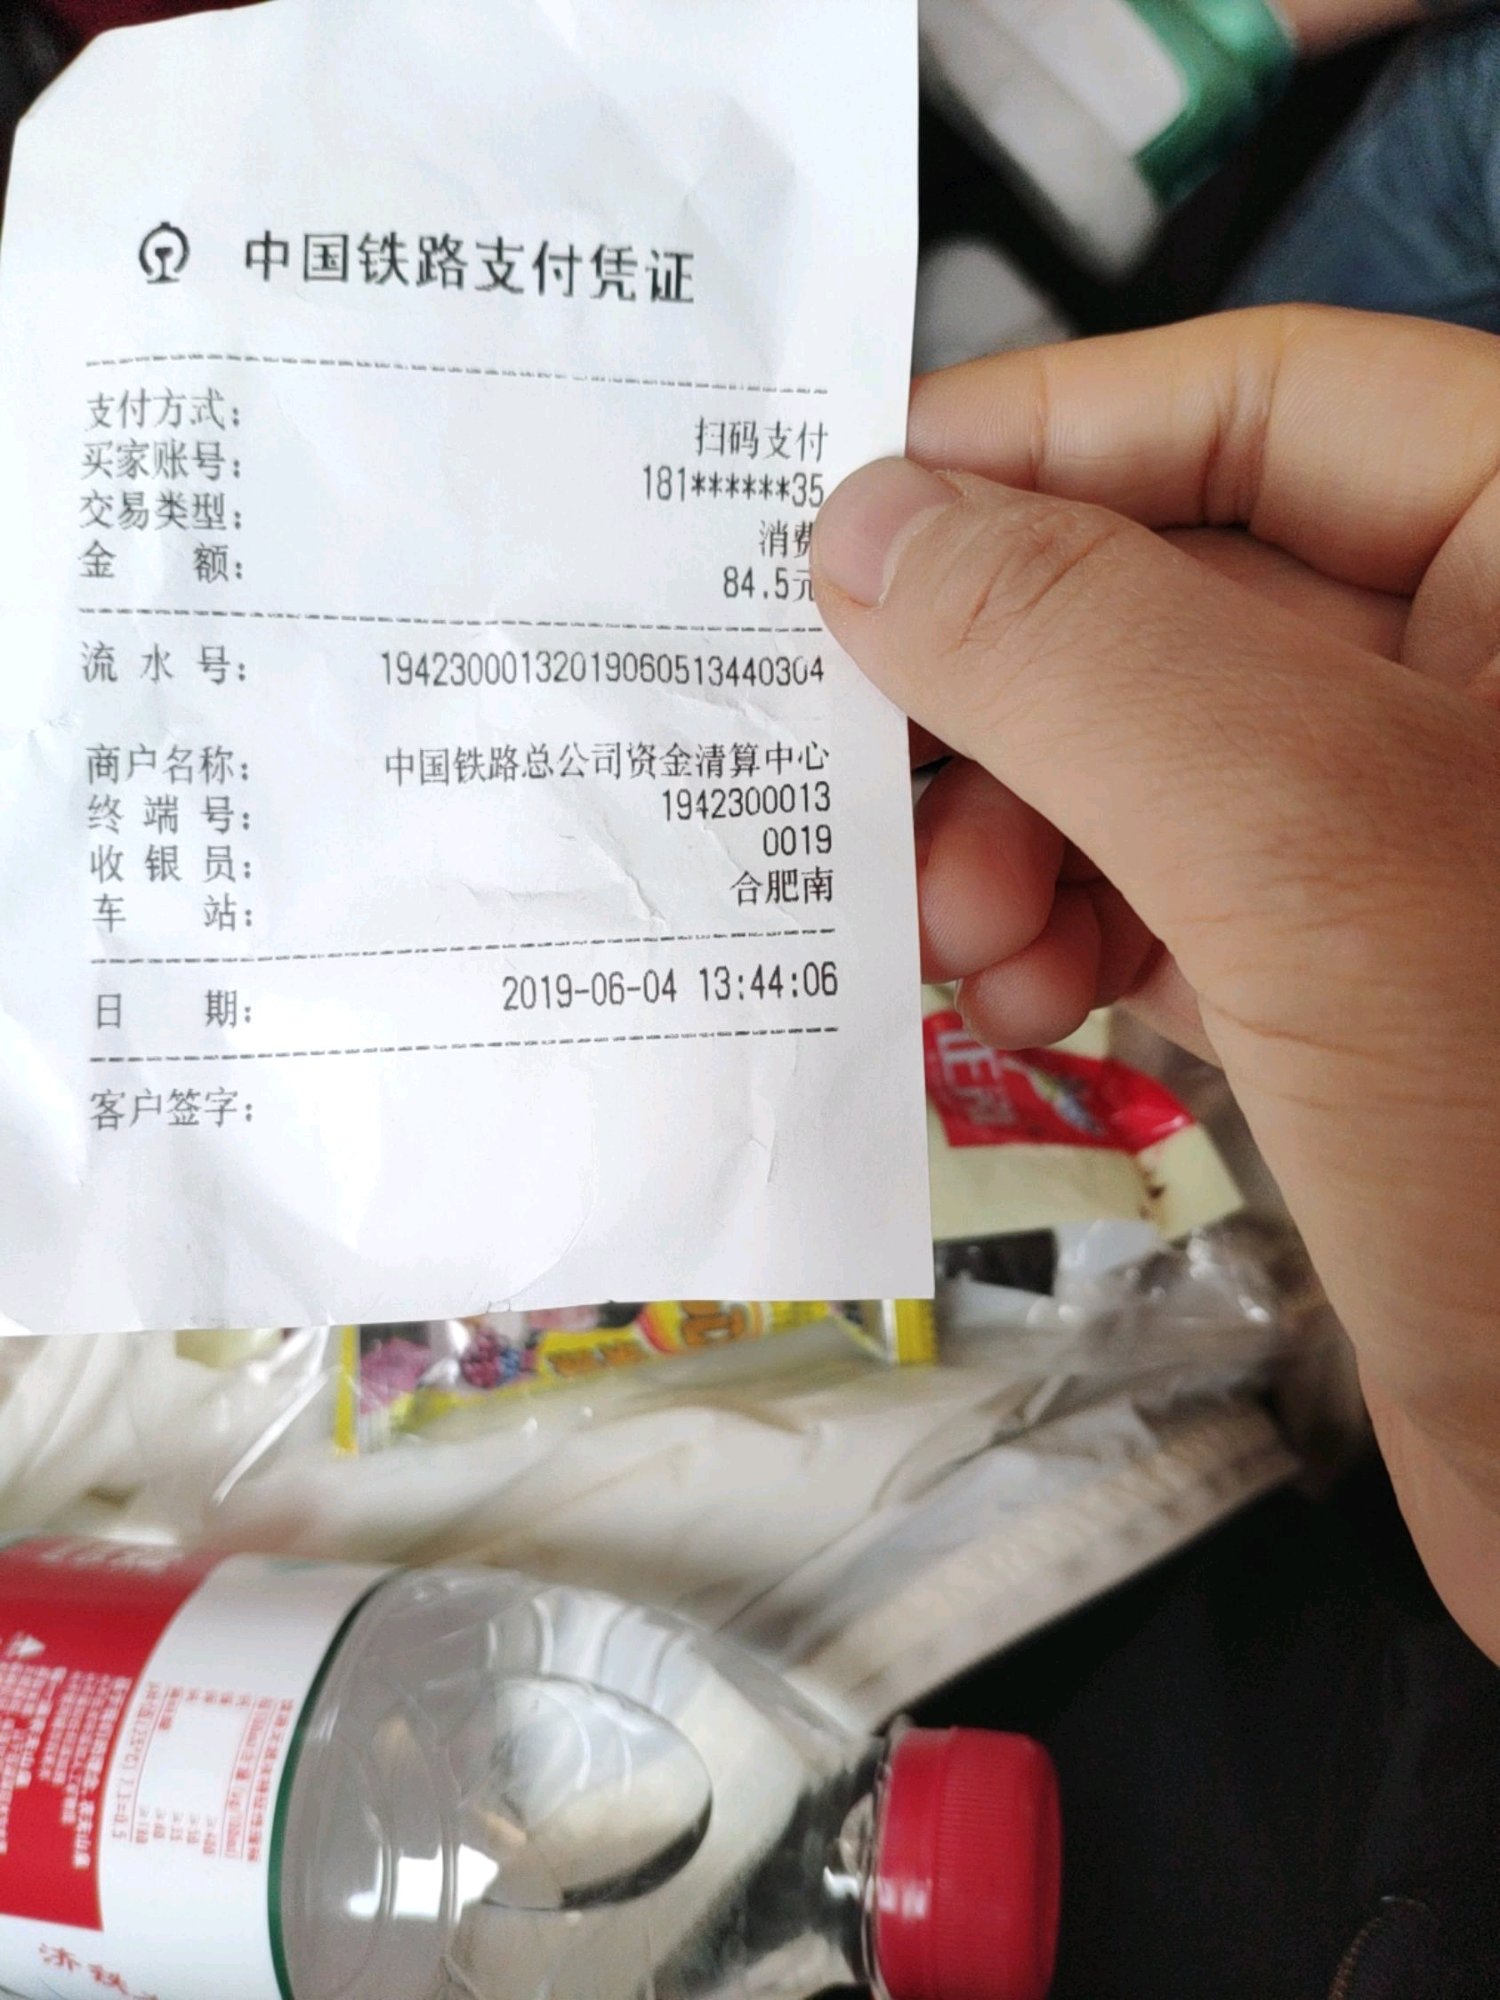 中国铁路支付凭证
支付方式： 扫码支付
买家账号： 181******35
交易类型： 消费
金 额： 84.5元
流水号： 19423000132019060513440304
商户名称： 中国铁路总公司资金清算中心
终端号： 1942300013
收银员： 0019
车 站： 合肥南
日 期： 2019-06-04 13:44:06
客户签字：
济铁